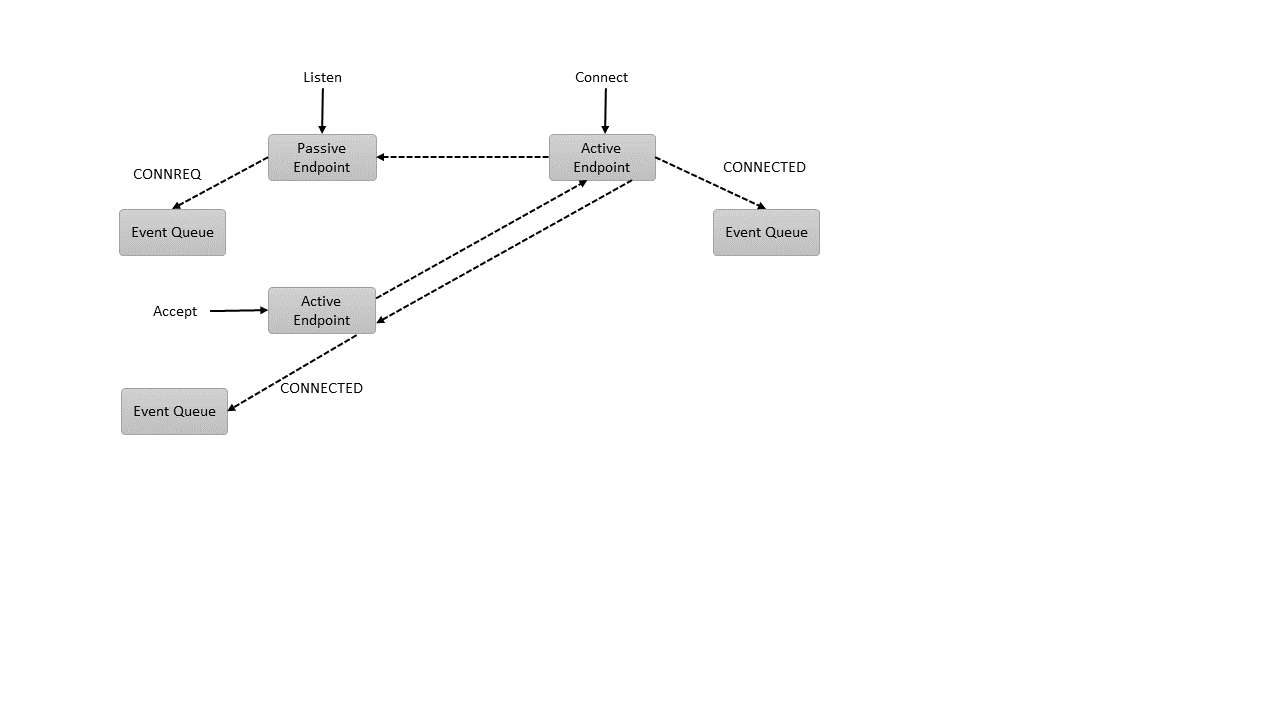 Listen
Connect
Passive
Endpoint
Active
Endpoint
CONNREQ
CONNECTED
Event Queue
Event Queue
Accept
Active
Endpoint
CONNECTED
Event Queue